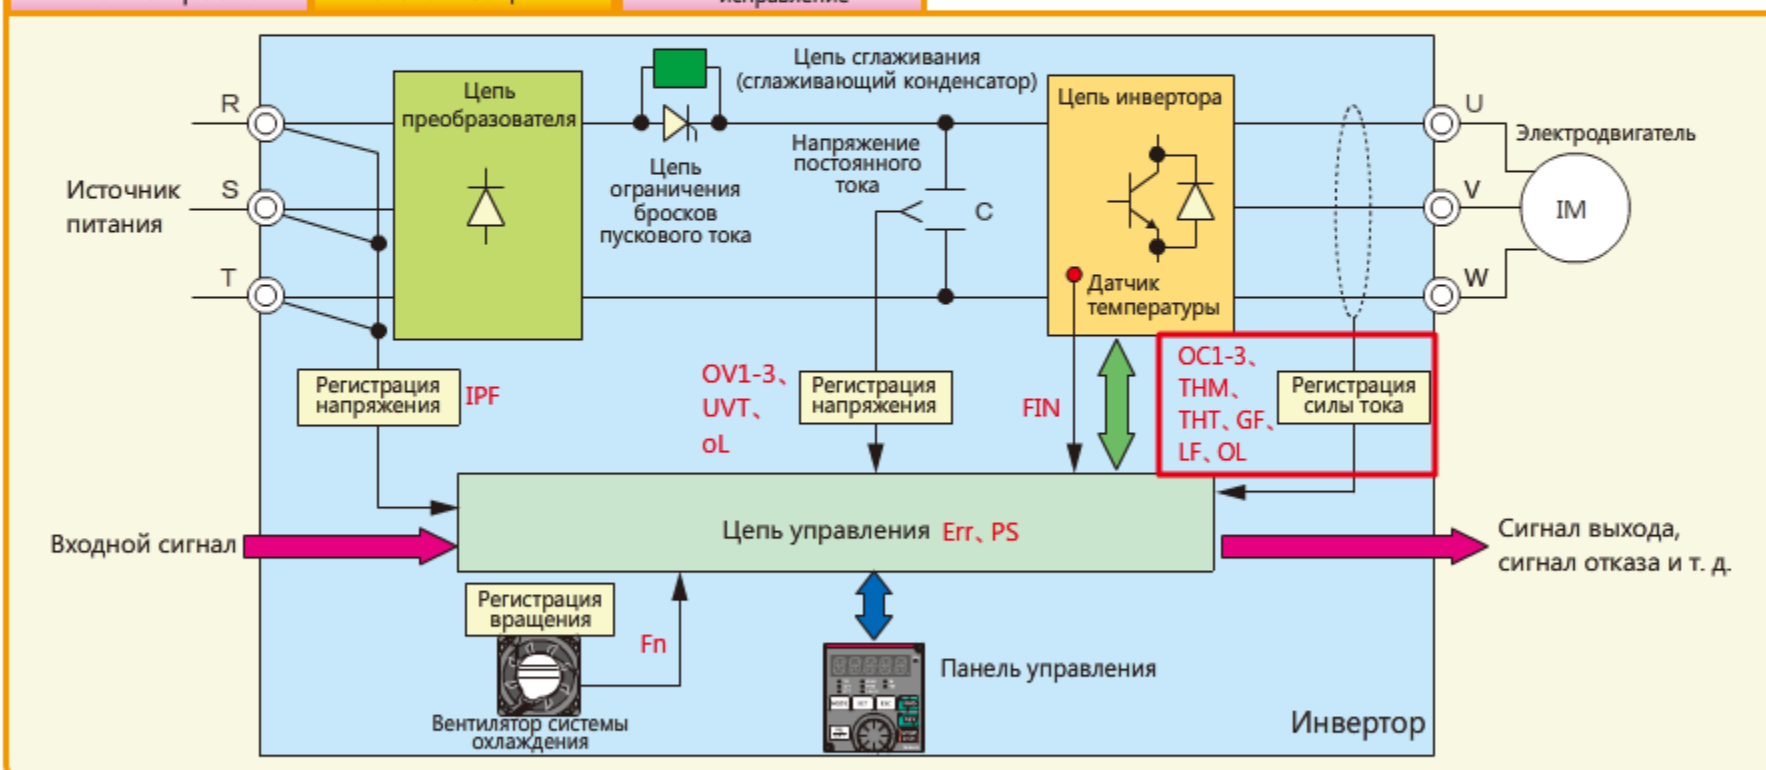 исправление
Цепь сглаживания
(сглаживающий конденсатор)
Цепь
преобразователя
Цепь инвертора
R
U
Электродвигатель
Напряжение
постоянного
тока
Цепь
ограничения
бросков
пускового тока
Источник
питания
S
C
V
IM
T
Датчик
температуры
W
Регистрация
напряжения
IPF
OV1-3、
UVT、
oL
Регистрация
напряжения
FIN
OC1-3、
THM、
THT、GF、
LF、OL
Регистрация
силы тока
Входной сигнал
Цепь управления Err、PS
Сигнал выхода,
сигнал отказа и т. д.
Регистрация
вращения
Fn
Панель управления
Вентилятор системы
охлаждения
Инвертор